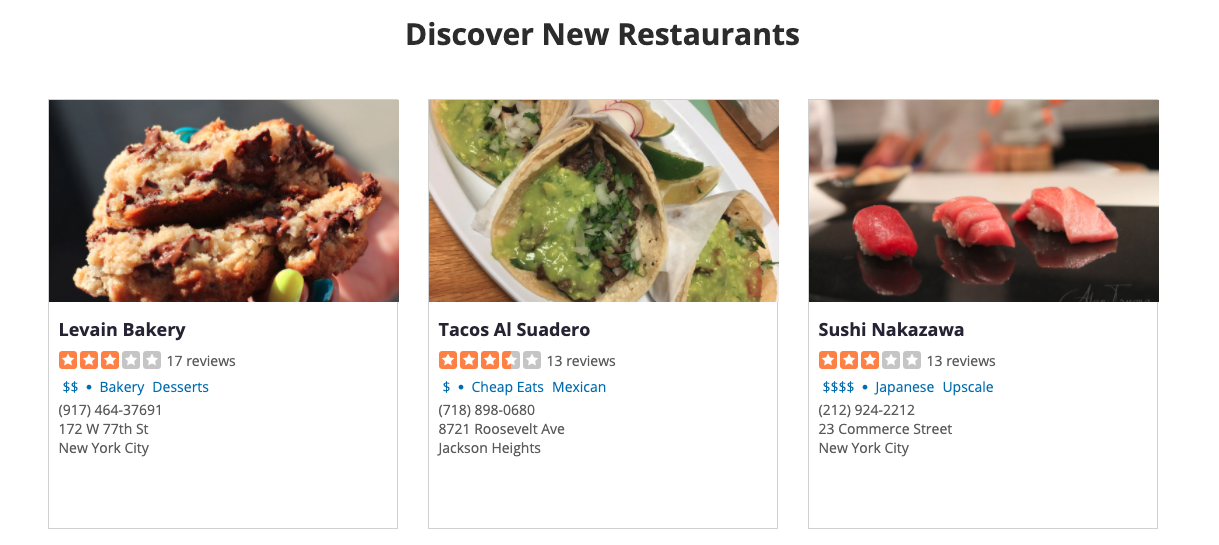 Discover New Restaurants
Levain Bakery
17 reviews
$$ • Bakery Desserts
(917) 464-37691
172 W 77th St
New York City
Tacos Al Suadero
13 reviews
$ • Cheap Eats Mexican
(718) 898-0680
8721 Roosevelt Ave
Jackson Heights
Sushi Nakazawa
13 reviews
$$$$ • Japanese Upscale
(212) 924-2212
23 Commerce Street
New York City